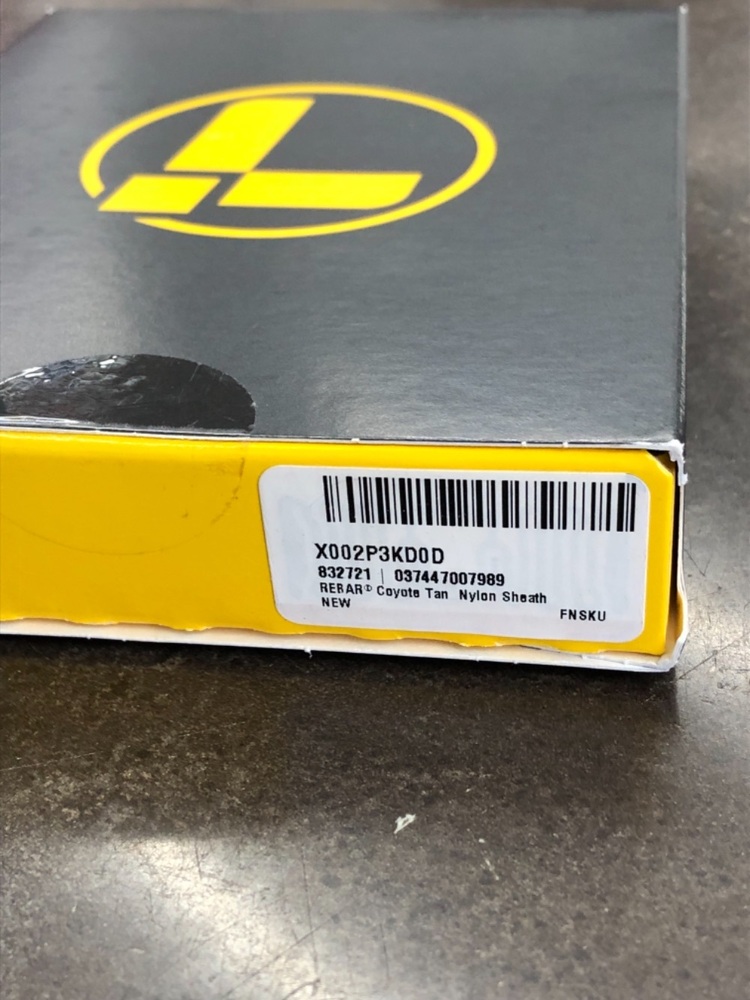 X002P3KD0D
832721 | 037447007989
REBAR® Coyote Tan Nylon Sheath
NEW
FNSKU